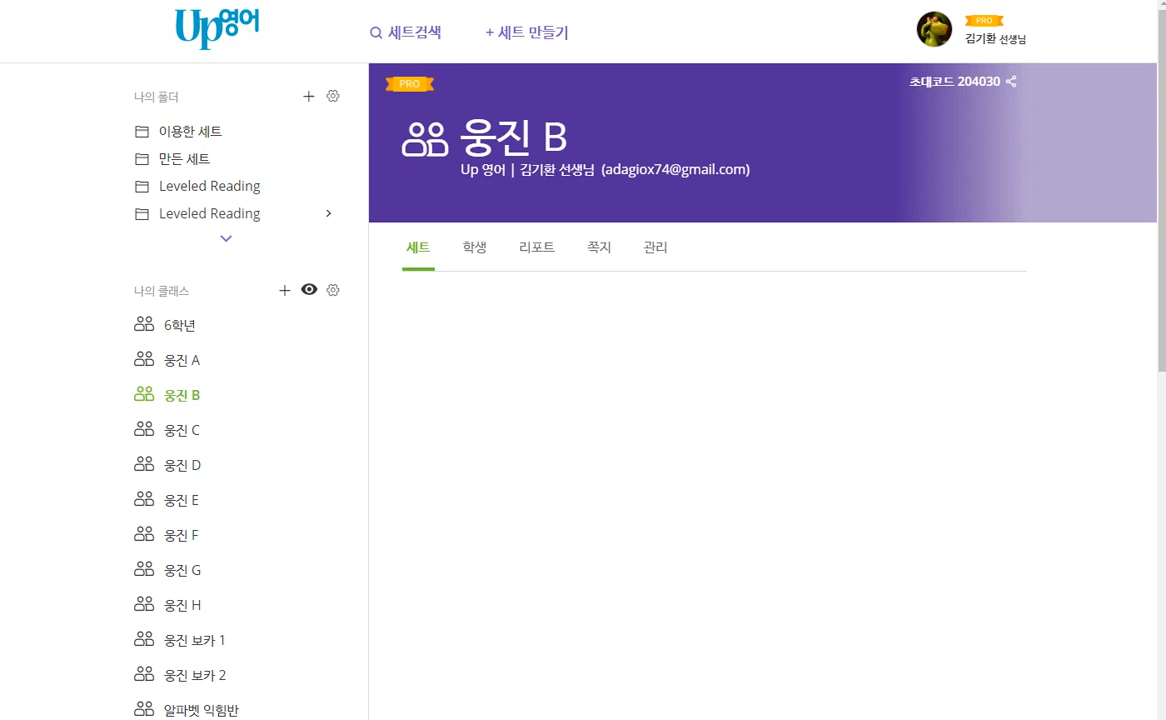 Up영어
세트검색
+ 세트 만들기
PRO
김기환 선생님
나의 폴더
이용한 세트
만든 세트
Leveled Reading
Leveled Reading
나의 클래스
6학년
웅진 A
웅진 B
웅진 C
웅진 D
웅진 E
웅진 F
웅진 G
웅진 H
웅진 보카 1
웅진 보카 2
알파벳 익힘반
PRO
초대코드 204030
웅진 B
Up 영어 | 김기환 선생님 (adagiox74@gmail.com)
세트 학생 리포트 쪽지 관리